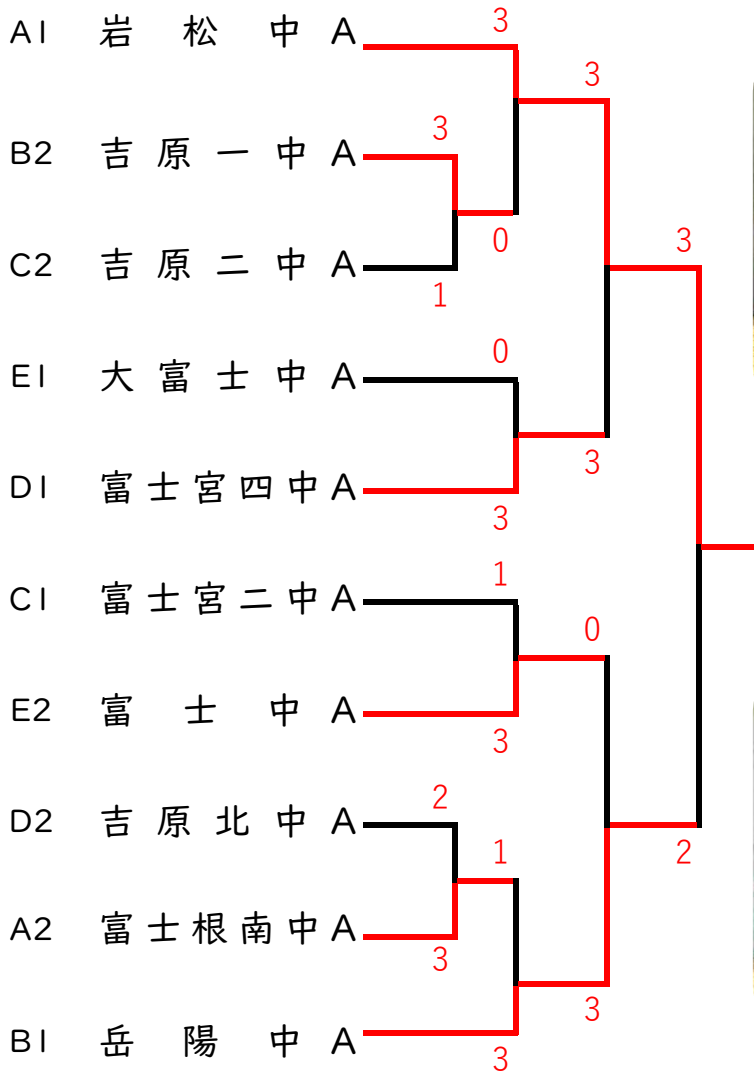 3
A1 岩松中 A
3
3
B2 吉原一中 A
3
0
C2 吉原二中 A
1
0
E1 大富士中 A
3
D1 富士宮四中 A
3
1
C1 富士宮二中 A
0
E2 富士中 A
3
2
D2 吉原北中 A
1
2
A2 富士根南中 A
3
3
B1 岳陽中 A
3